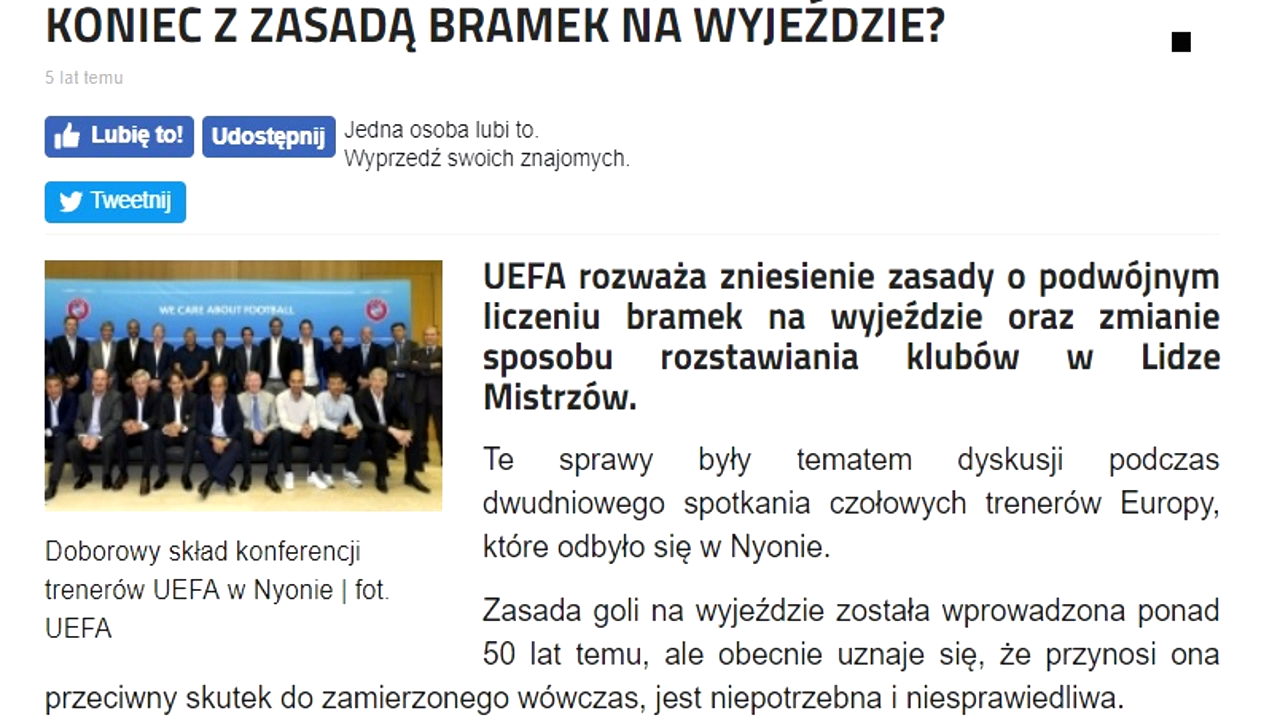 KONIEC Z ZASADĄ BRAMEK NA WYJEŹDZIE?
5 lat temu
Lubię to!
Udostępnij
Jedna osoba lubi to.
Wyprzedź swoich znajomych.
Tweetnij
WE CARE ABOUT FOOTBALL
Doborowy skład konferencji
trenerów UEFA w Nyonie | fot.
UEFA
UEFA rozważa zniesienie zasady o podwójnym
liczeniu bramek na wyjeździe oraz zmianie
sposobu rozstawiania klubów w Lidze
Mistrzów.
Te sprawy były tematem dyskusji podczas
dwudniowego spotkania czołowych trenerów Europy,
które odbyło się w Nyonie.
Zasada goli na wyjeździe została wprowadzona ponad
50 lat temu, ale obecnie uznaje się, że przynosi ona
przeciwny skutek do zamierzonego wówczas, jest niepotrzebna i niesprawiedliwa.